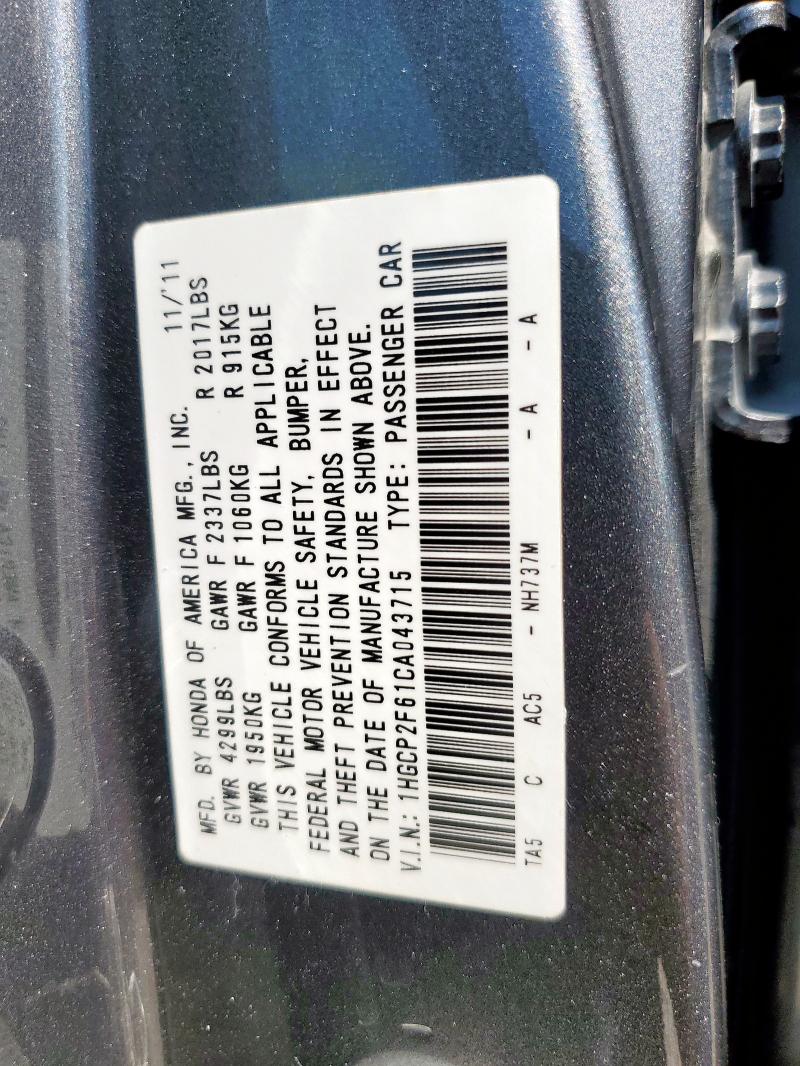 MFD. BY HONDA OF AMERICA MFG., INC. 11/'11
GVWR 4299LBS GAWR F 2337LBS R 2017LBS
GVWR 1950KG GAWR F 1060KG R 915KG
THIS VEHICLE CONFORMS TO ALL APPLICABLE
FEDERAL MOTOR VEHICLE SAFETY, BUMPER,
AND THEFT PREVENTION STANDARDS IN EFFECT
ON THE DATE OF MANUFACTURE SHOWN ABOVE.
V.I.N.: 1HGCP2F61CA043715 TYPE: PASSENGER CAR
TA5 C AC5 - NH737M - A - A